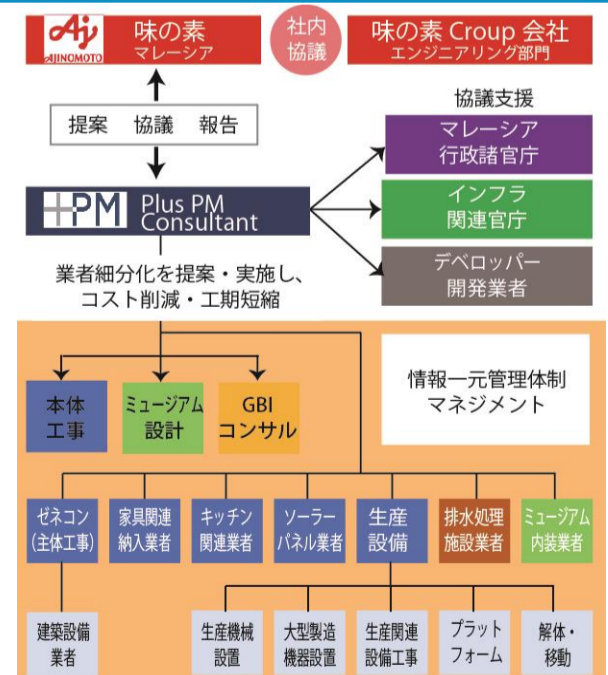 Aj
AJINOMOTO
味の素
マレーシア
社内
協議
味の素 Croup 会社
エンジニアリング部門
提案 協議 報告
協議支援
マレーシア
行政諸官庁
PM
Plus PM
Consultant
インフラ
関連官庁
デベロッパー
開発業者
業者細分化を提案・実施し、
コスト削減・工期短縮
本体
工事
ミュージアム
設計
GBI
コンサル
情報一元管理体制
マネジメント
ゼネコン
(主体工事)
家具関連
納入業者
キッチン
関連業者
ソーラー
パネル業者
生産
設備
排水処理
施設業者
ミュージアム
内装業者
建築設備
業者
生産機械
設置
大型製造
機器設置
生産関連
設備工事
プラット
フォーム
解体・
移動